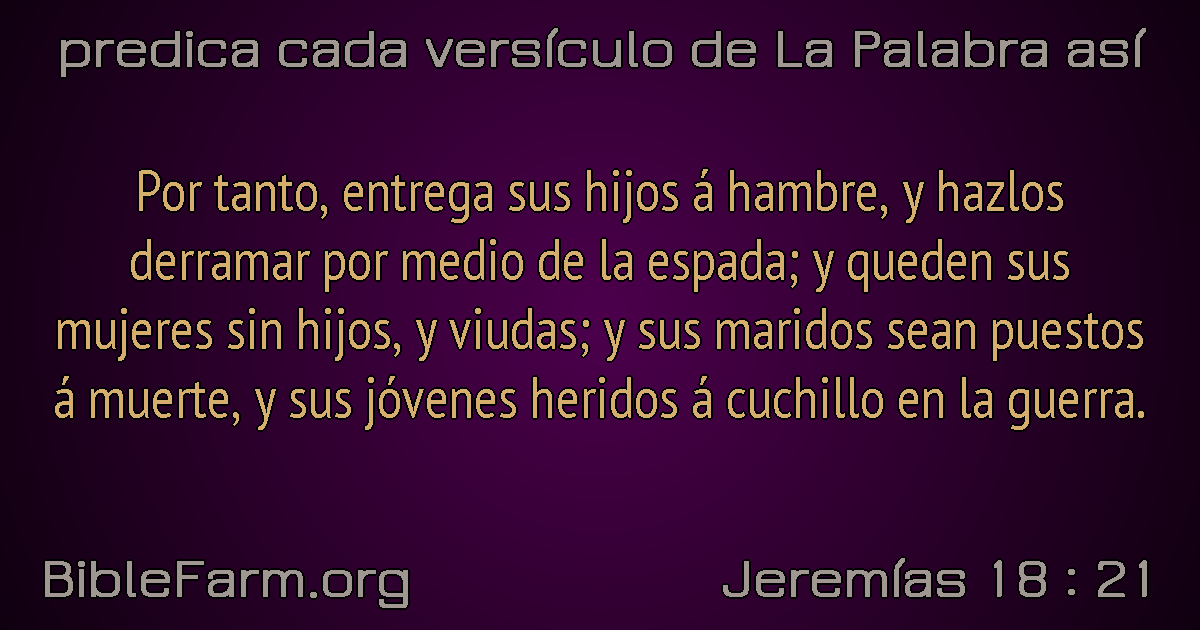 predica cada versículo de La Palabra así
Por tanto, entrega sus hijos á hambre, y hazlos
derramar por medio de la espada; y queden sus
mujeres sin hijos, y viudas; y sus maridos sean puestos
á muerte, y sus jóvenes heridos á cuchillo en la guerra.
BibleFarm.org
Jeremías 18 : 21